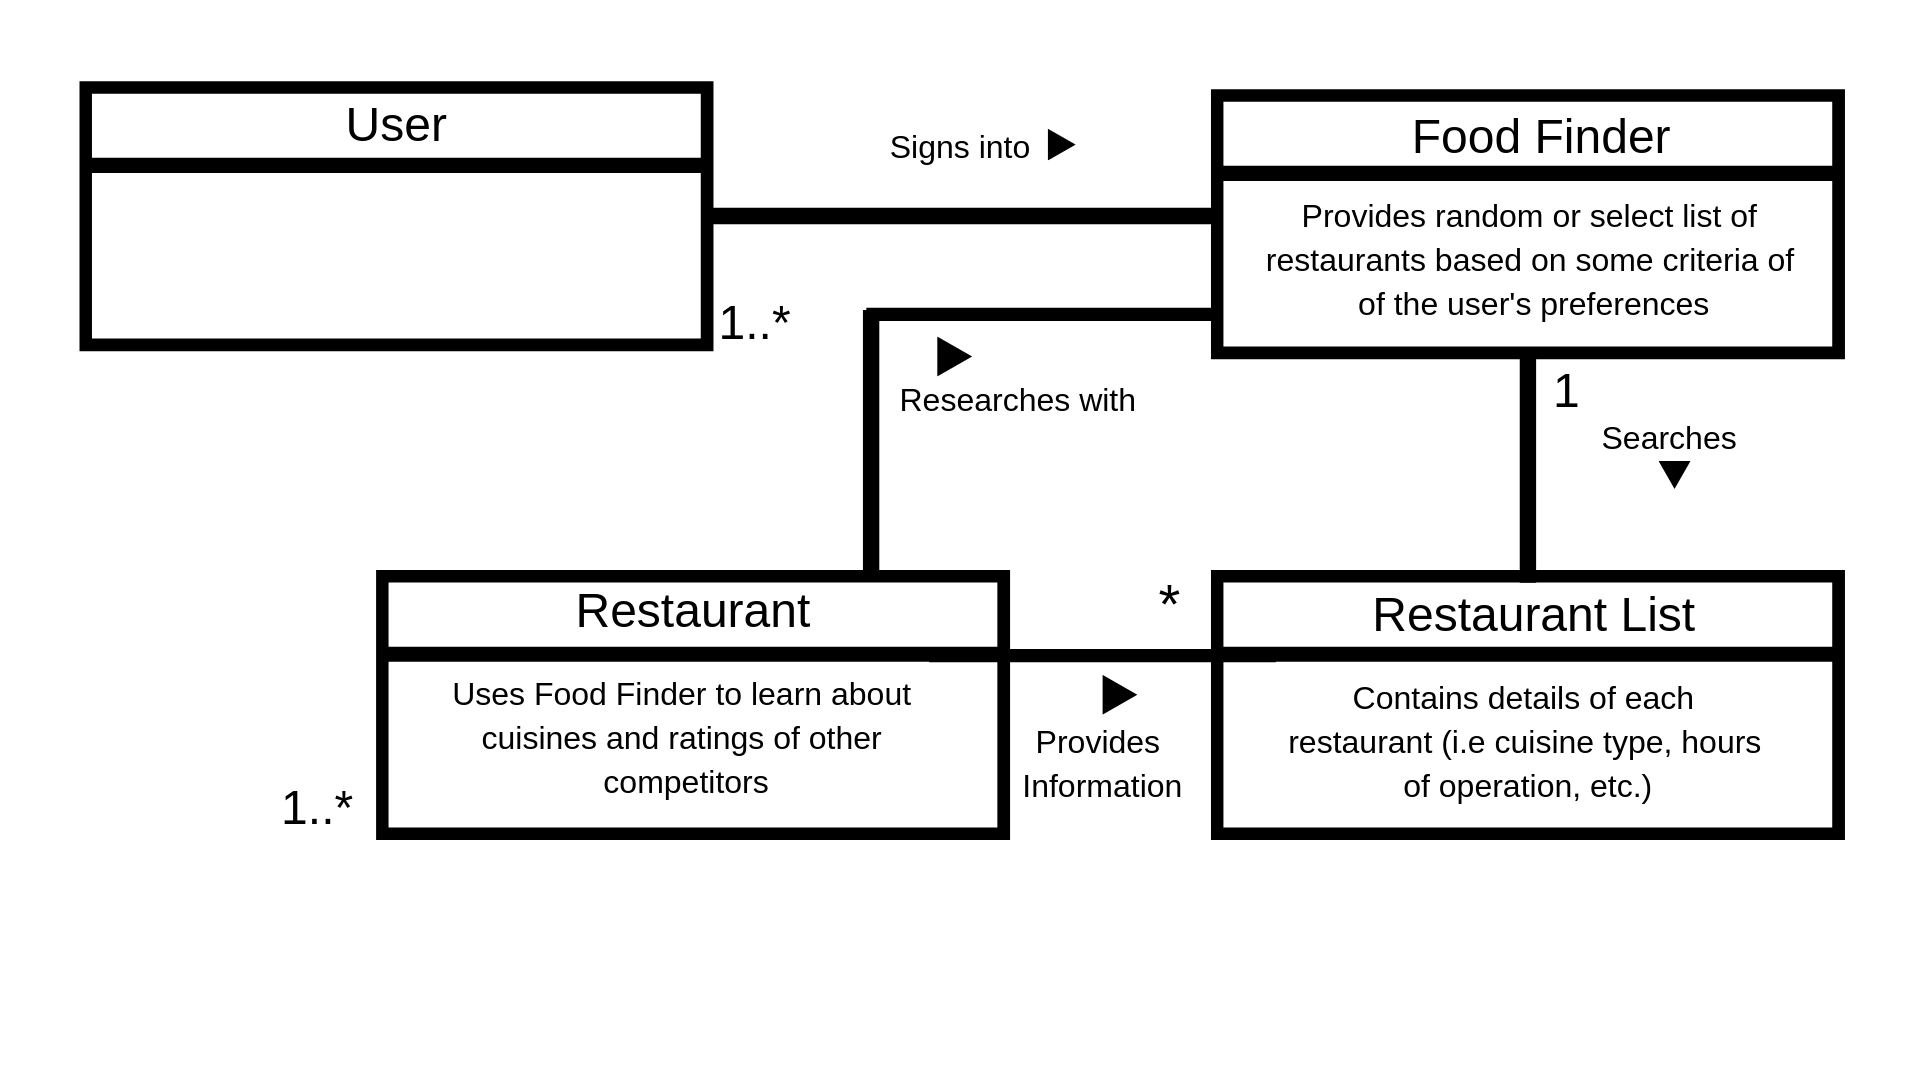 User
Signs into
Food Finder
Provides random or select list of
restaurants based on some criteria of
of the user's preferences
1..*
Researches with
1
Searches
Restaurant
Uses Food Finder to learn about
cuisines and ratings of other
competitors
1..*
*
Provides
Information
Restaurant List
Contains details of each
restaurant (i.e cuisine type, hours
of operation, etc.)